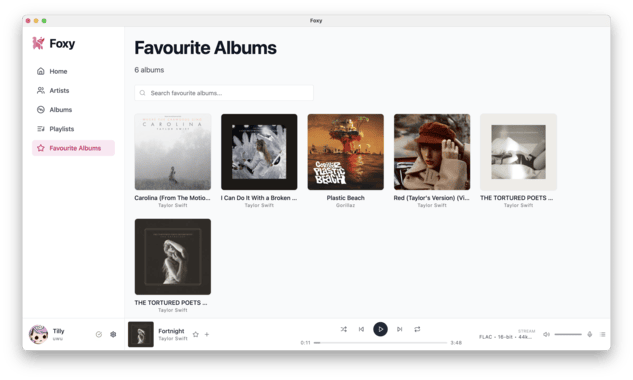 Foxy
Foxy
Home
Artists
Albums
Playlists
Favourite Albums
Favourite Albums
6 albums
Search favourite albums...
CAROLINA
TAYLOR SWIFT
GORILLAZ
PLASTIC
BEACH
Carolina (From The Motio...
Taylor Swift
I Can Do It With a Broken ...
Taylor Swift
Plastic Beach
Gorillaz
Red (Taylor's Version) (Vi...
Taylor Swift
THE TORTURED POETS ...
Taylor Swift
THE TORTURED POETS ...
Taylor Swift
Tilly
Fortnight
Taylor Swift
0:11
3:48
STREAM
FLAC • 16-bit • 44k...